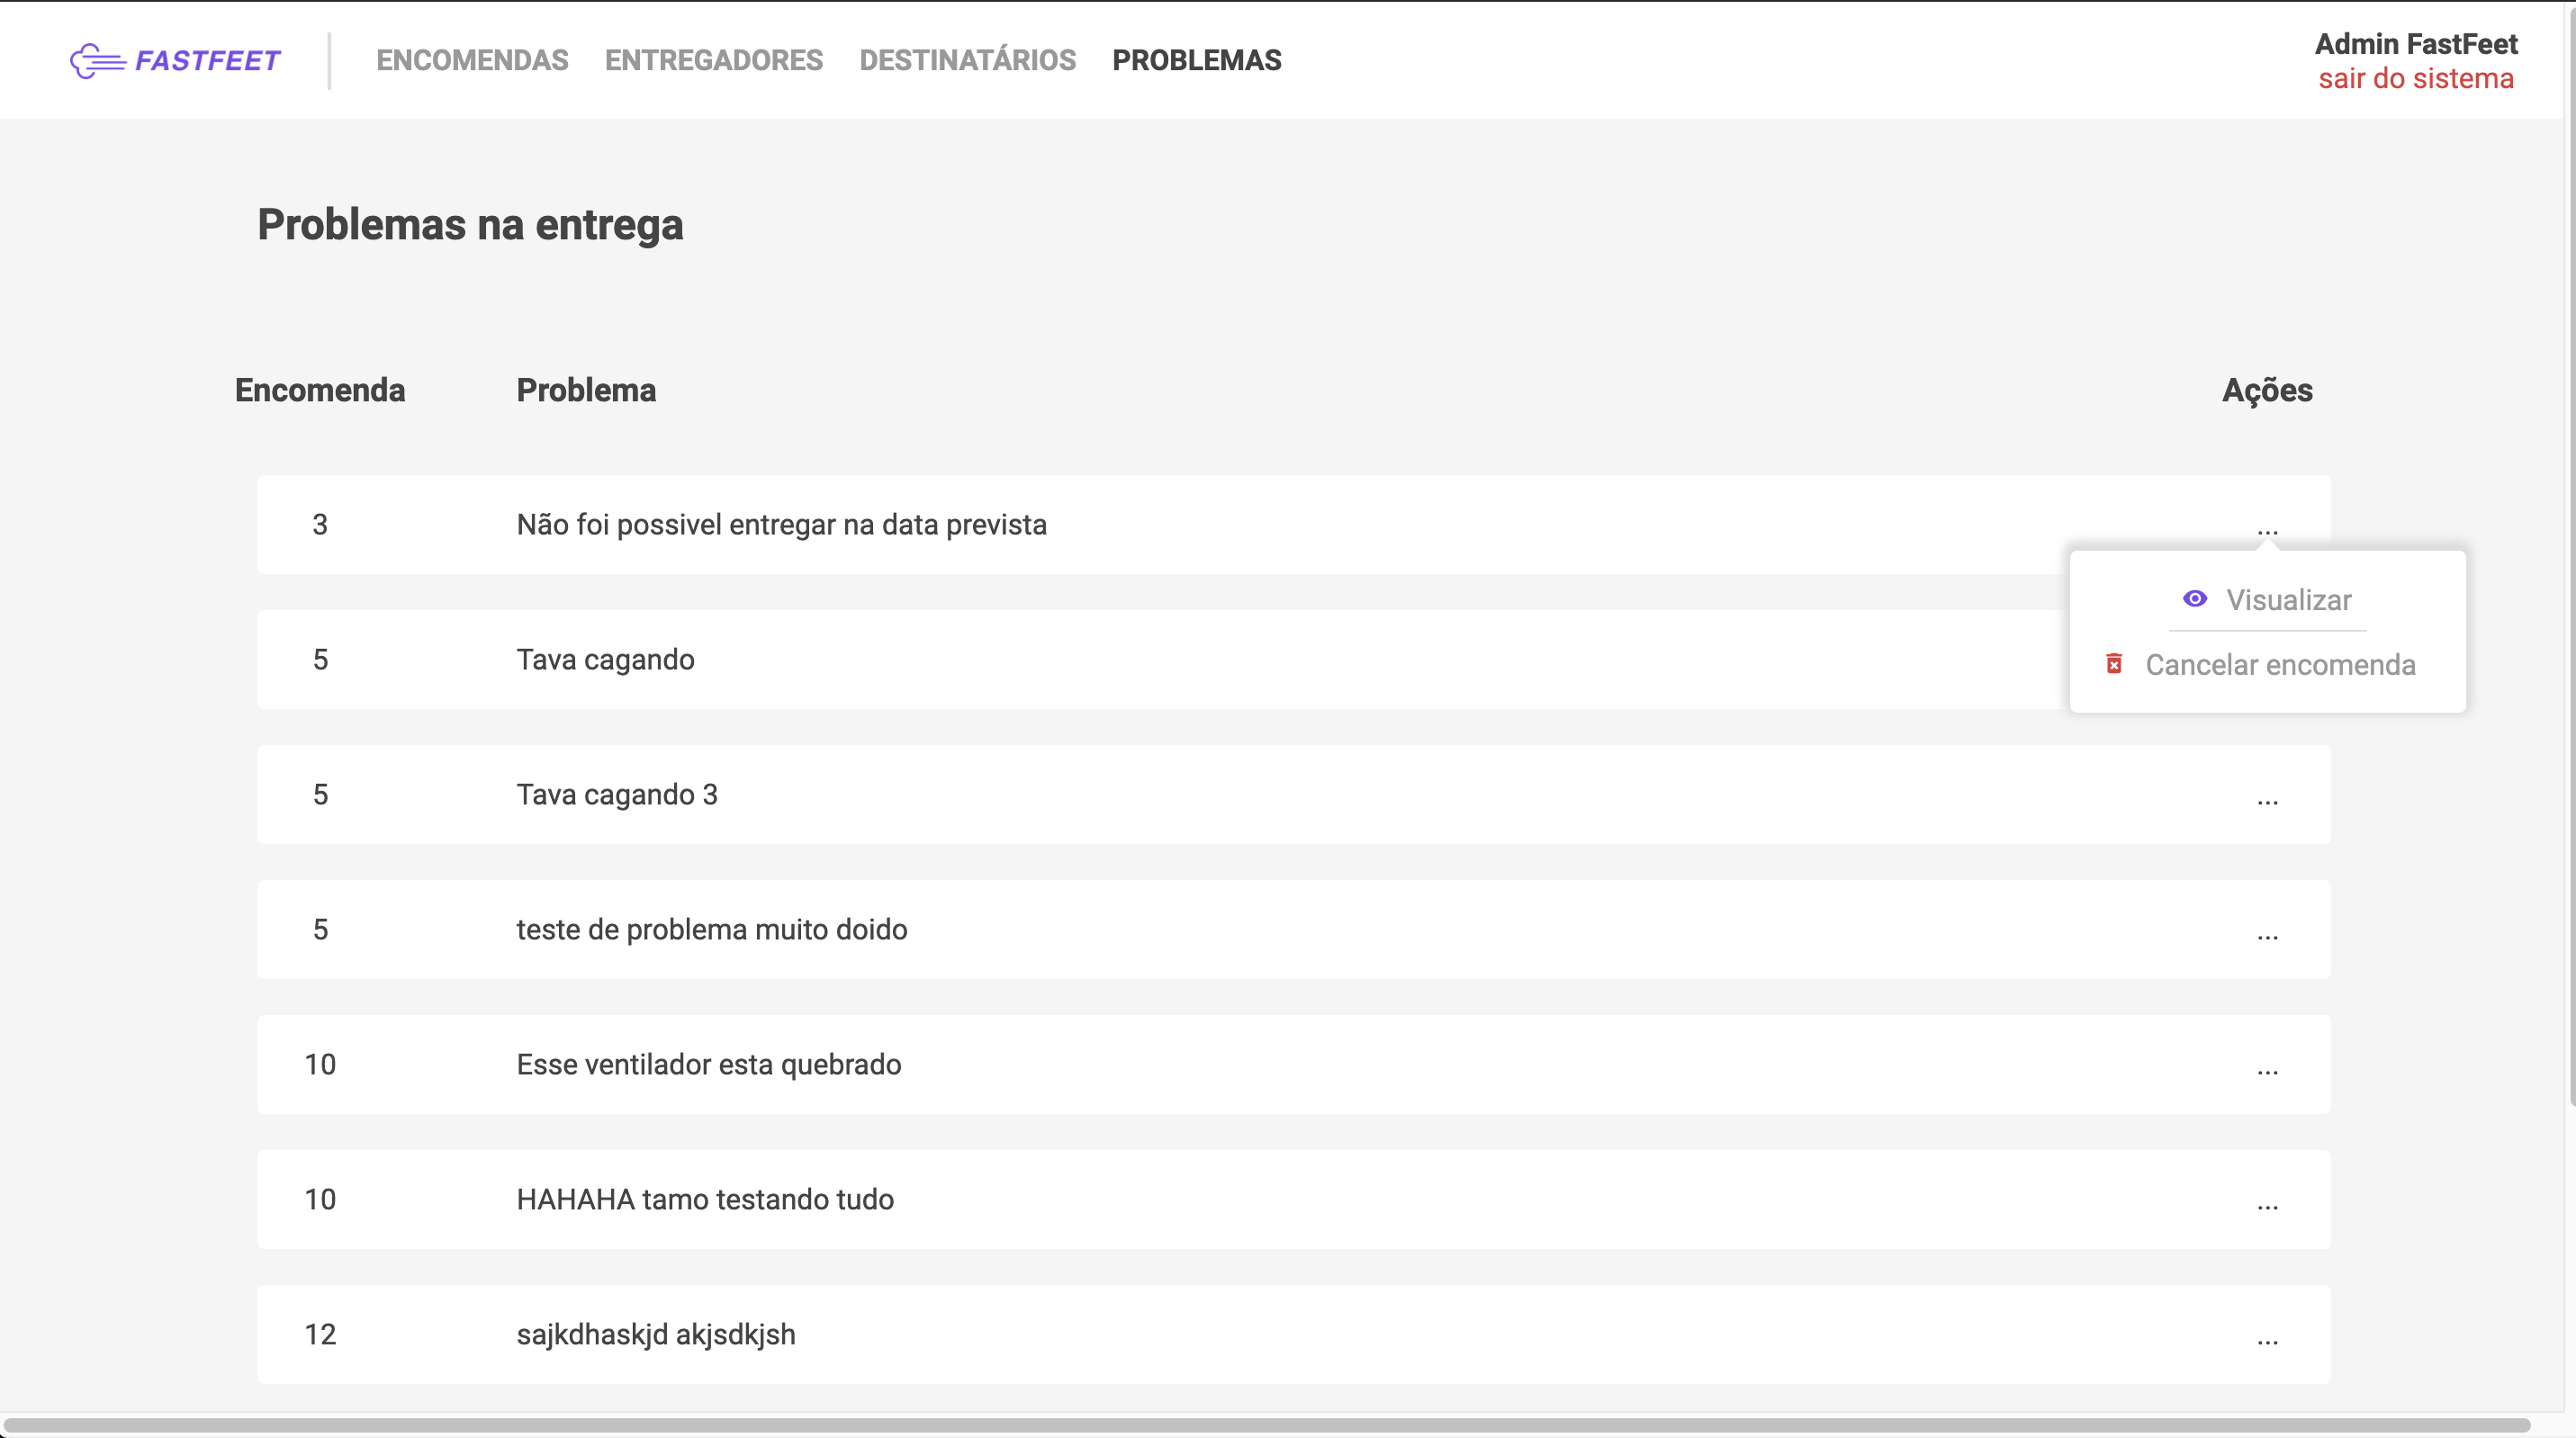 FASTFEET
ENCOMENDAS ENTREGADORES DESTINATÁRIOS PROBLEMAS
Admin FastFeet
sair do sistema
Problemas na entrega
Encomenda Problema Ações
3 Não foi possivel entregar na data prevista ...
Visualizar
5 Tava cagando
Cancelar encomenda
5 Tava cagando 3 ...
5 teste de problema muito doido ...
10 Esse ventilador esta quebrado ...
10 HAHAHA tamo testando tudo ...
12 sajkdhaskjd akjsdkjsh ...